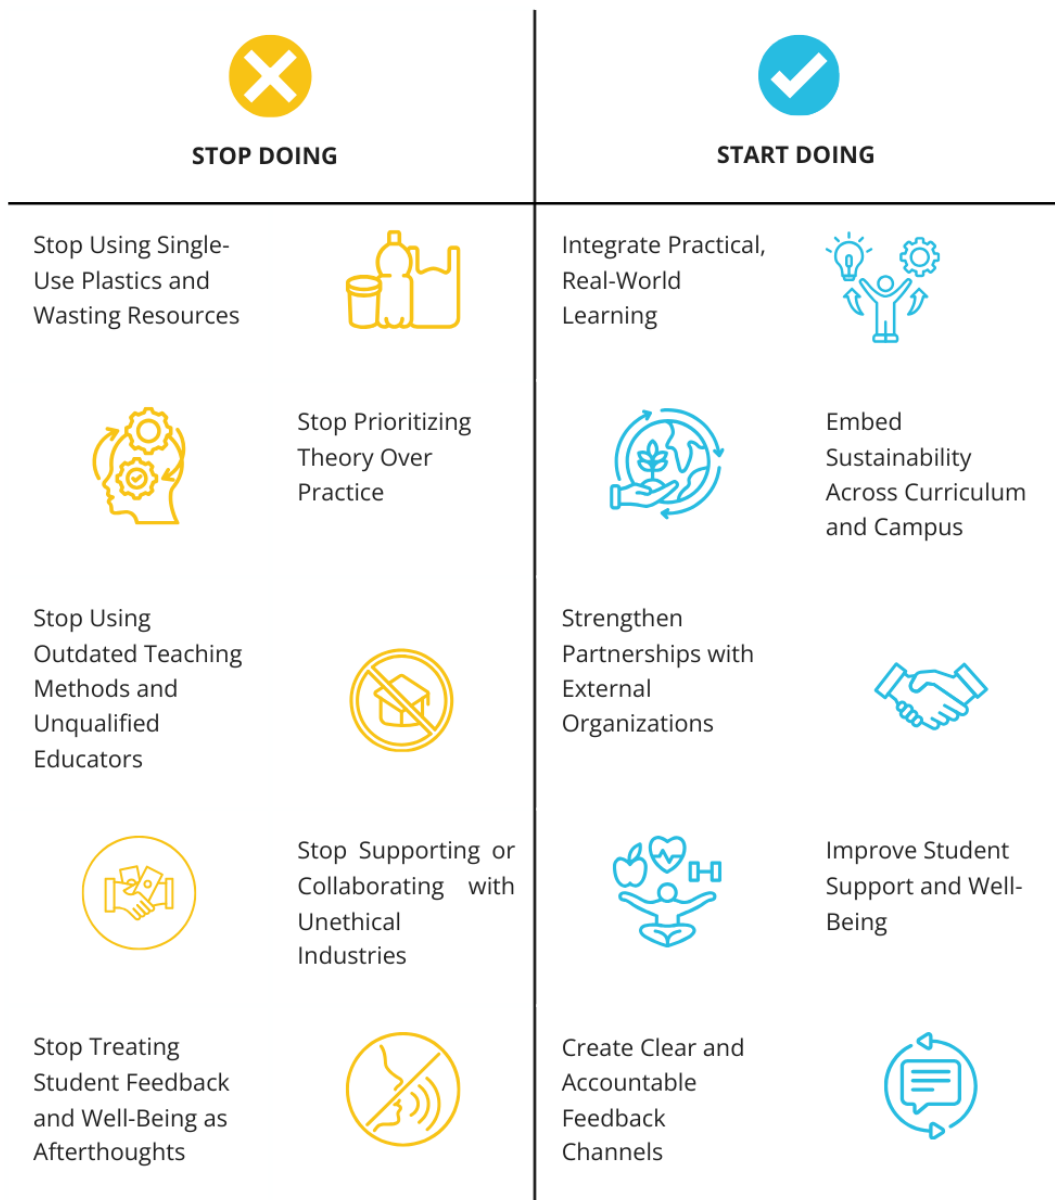 STOP DOING
Stop Using Single-
Use Plastics and
Wasting Resources
Stop Prioritizing
Theory Over
Practice
Stop Using
Outdated Teaching
Methods and
Unqualified
Educators
Stop Supporting or
Collaborating with
Unethical
Industries
Stop Treating
Student Feedback
and Well-Being as
Afterthoughts
START DOING
Integrate Practical,
Real-World
Learning
Embed
Sustainability
Across Curriculum
and Campus
Strengthen
Partnerships with
External
Organizations
Improve Student
Support and Well-
Being
Create Clear and
Accountable
Feedback
Channels